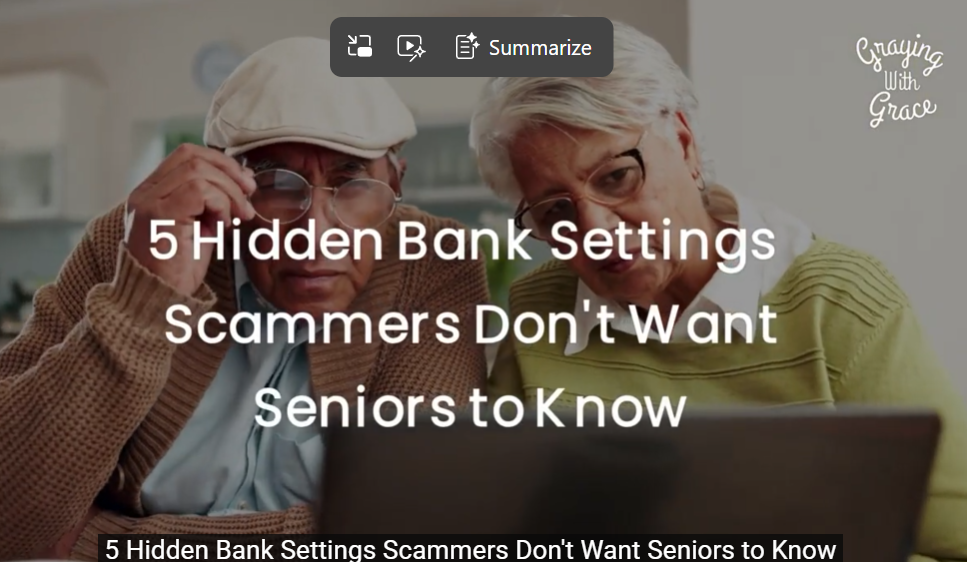 Summarize
Graying
With
Grace
5 Hidden Bank Settings
Scammers Don't Want
Seniors to Know
5 Hidden Bank Settings Scammers Don't Want Seniors to Know